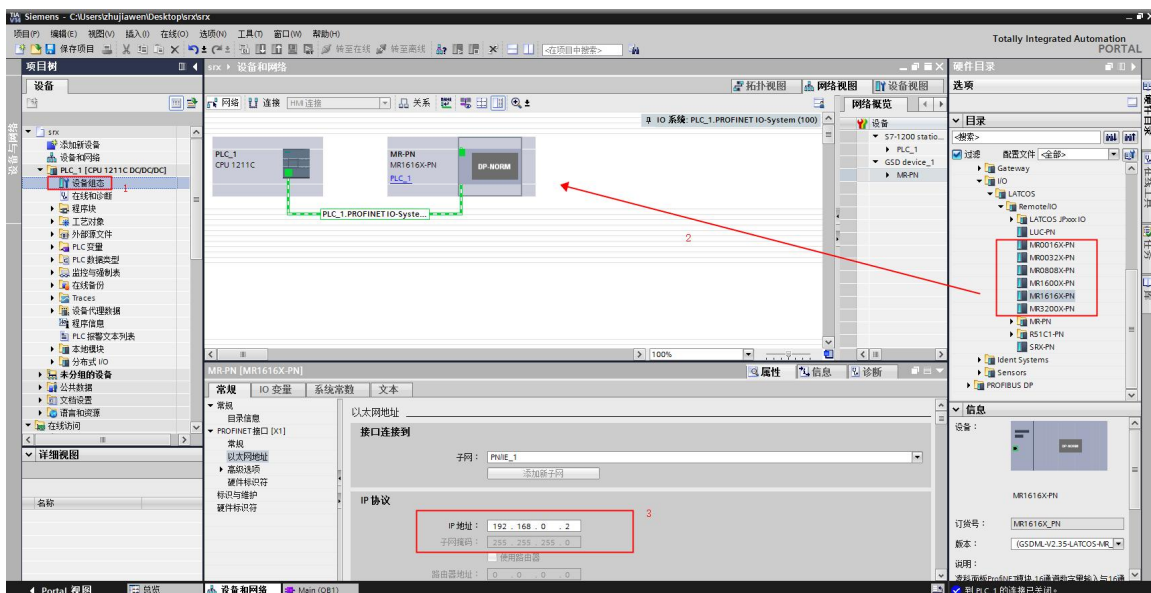 Siemens - C:\Users\zhujiawen\Desktop\srx\srx
项目(P) 编辑(E) 视图(V) 插入(I) 在线(O) 选项(N) 工具(T) 窗口(W) 帮助(H)
Totally Integrated Automation
PORTAL
保存项目 转至在线 转至离线 <在项目中搜索>
项目树
设备
srx
添加新设备
设备和网络
PLC_1 [CPU 1211C DC/DC/DC]
设备组态
1
在线和诊断
程序块
工艺对象
外部源文件
PLC 变量
PLC 数据类型
监控与强制表
在线备份
Traces
设备代理数据
程序信息
PLC 报警文本列表
本地模块
分布式 I/O
未分组的设备
公共数据
文档设置
语言和资源
在线访问
详细视图
名称
srx ▸ 设备和网络
拓扑视图 网络视图 设备视图
网络 连接 HMI 连接 关系
IO 系统: PLC_1.PROFINET IO-System (100)
PLC_1
CPU 1211C
MR-PN
MR1616X-PN
PLC_1
DP-NORM
PLC_1.PROFINET IO-Syste...
2
100%
网络概览
设备
S7-1200 statio...
PLC_1
GSD device_1
MR-PN
MR-PN [MR1616X-PN]
属性 信息 诊断
常规 IO 变量 系统常数 文本
常规
目录信息
PROFINET 接口 [X1]
常规
以太网地址
高级选项
硬件标识符
标识与维护
硬件标识符
以太网地址
接口连接到
子网： PN/IE_1
添加新子网
IP 协议
3
IP 地址： 192 . 168 . 0 . 2
子网掩码： 255 . 255 . 255 . 0
使用路由器
路由器地址： 0 . 0 . 0 . 0
硬件目录
选项
目录
<搜索>
过滤 配置文件 <全部>
Gateway
I/O
LATCOS
RemoteIO
LATCOS JPxxx IO
LUC-PN
MR0016X-PN
MR0032X-PN
MR0808X-PN
MR1600X-PN
MR1616X-PN
MR3200X-PN
MR-PN
RS1C1-PN
SRX-PN
Ident Systems
Sensors
PROFIBUS DP
信息
设备：
DP-NORM
MR1616X-PN
订货号： MR1616X_PN
版本： (GSDML-V2.35-LATCOS-MR_
说明：
Portal 视图 总览 设备和网络 Main (OB1) 到 PLC_1 的连接已关闭。